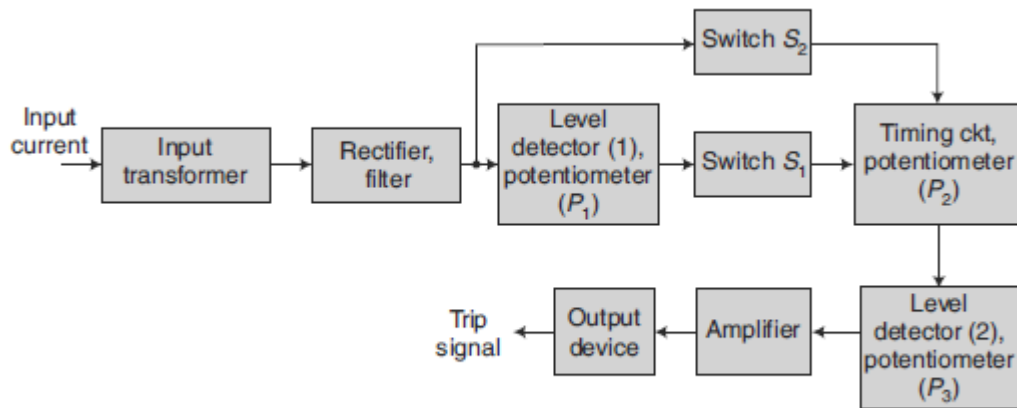 Switch S₂
Input
current
Input
transformer
Rectifier,
filter
Level
detector (1),
potentiometer
(P₁)
Switch S₁
Timing ckt,
potentiometer
(P₂)
Trip
signal
Output
device
Amplifier
Level
detector (2),
potentiometer
(P₃)